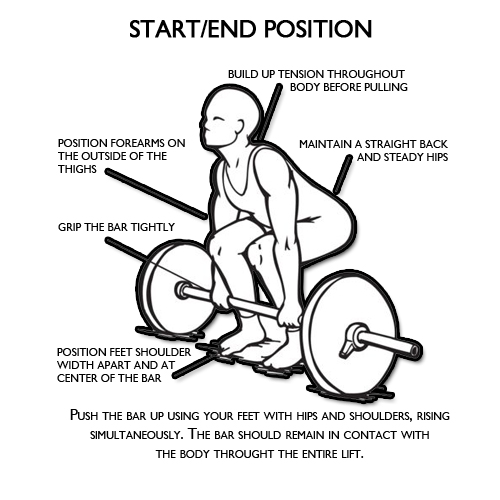 START/END POSITION
BUILD UP TENSION THROUGHOUT
BODY BEFORE PULLING
POSITION FOREARMS ON
THE OUTSIDE OF THE
THIGHS
MAINTAIN A STRAIGHT BACK
AND STEADY HIPS
GRIP THE BAR TIGHTLY
POSITION FEET SHOULDER
WIDTH APART AND AT
CENTER OF THE BAR
PUSH THE BAR UP USING YOUR FEET WITH HIPS AND SHOULDERS, RISING
SIMULTANEOUSLY. THE BAR SHOULD REMAIN IN CONTACT WITH
THE BODY THROUGHT THE ENTIRE LIFT.